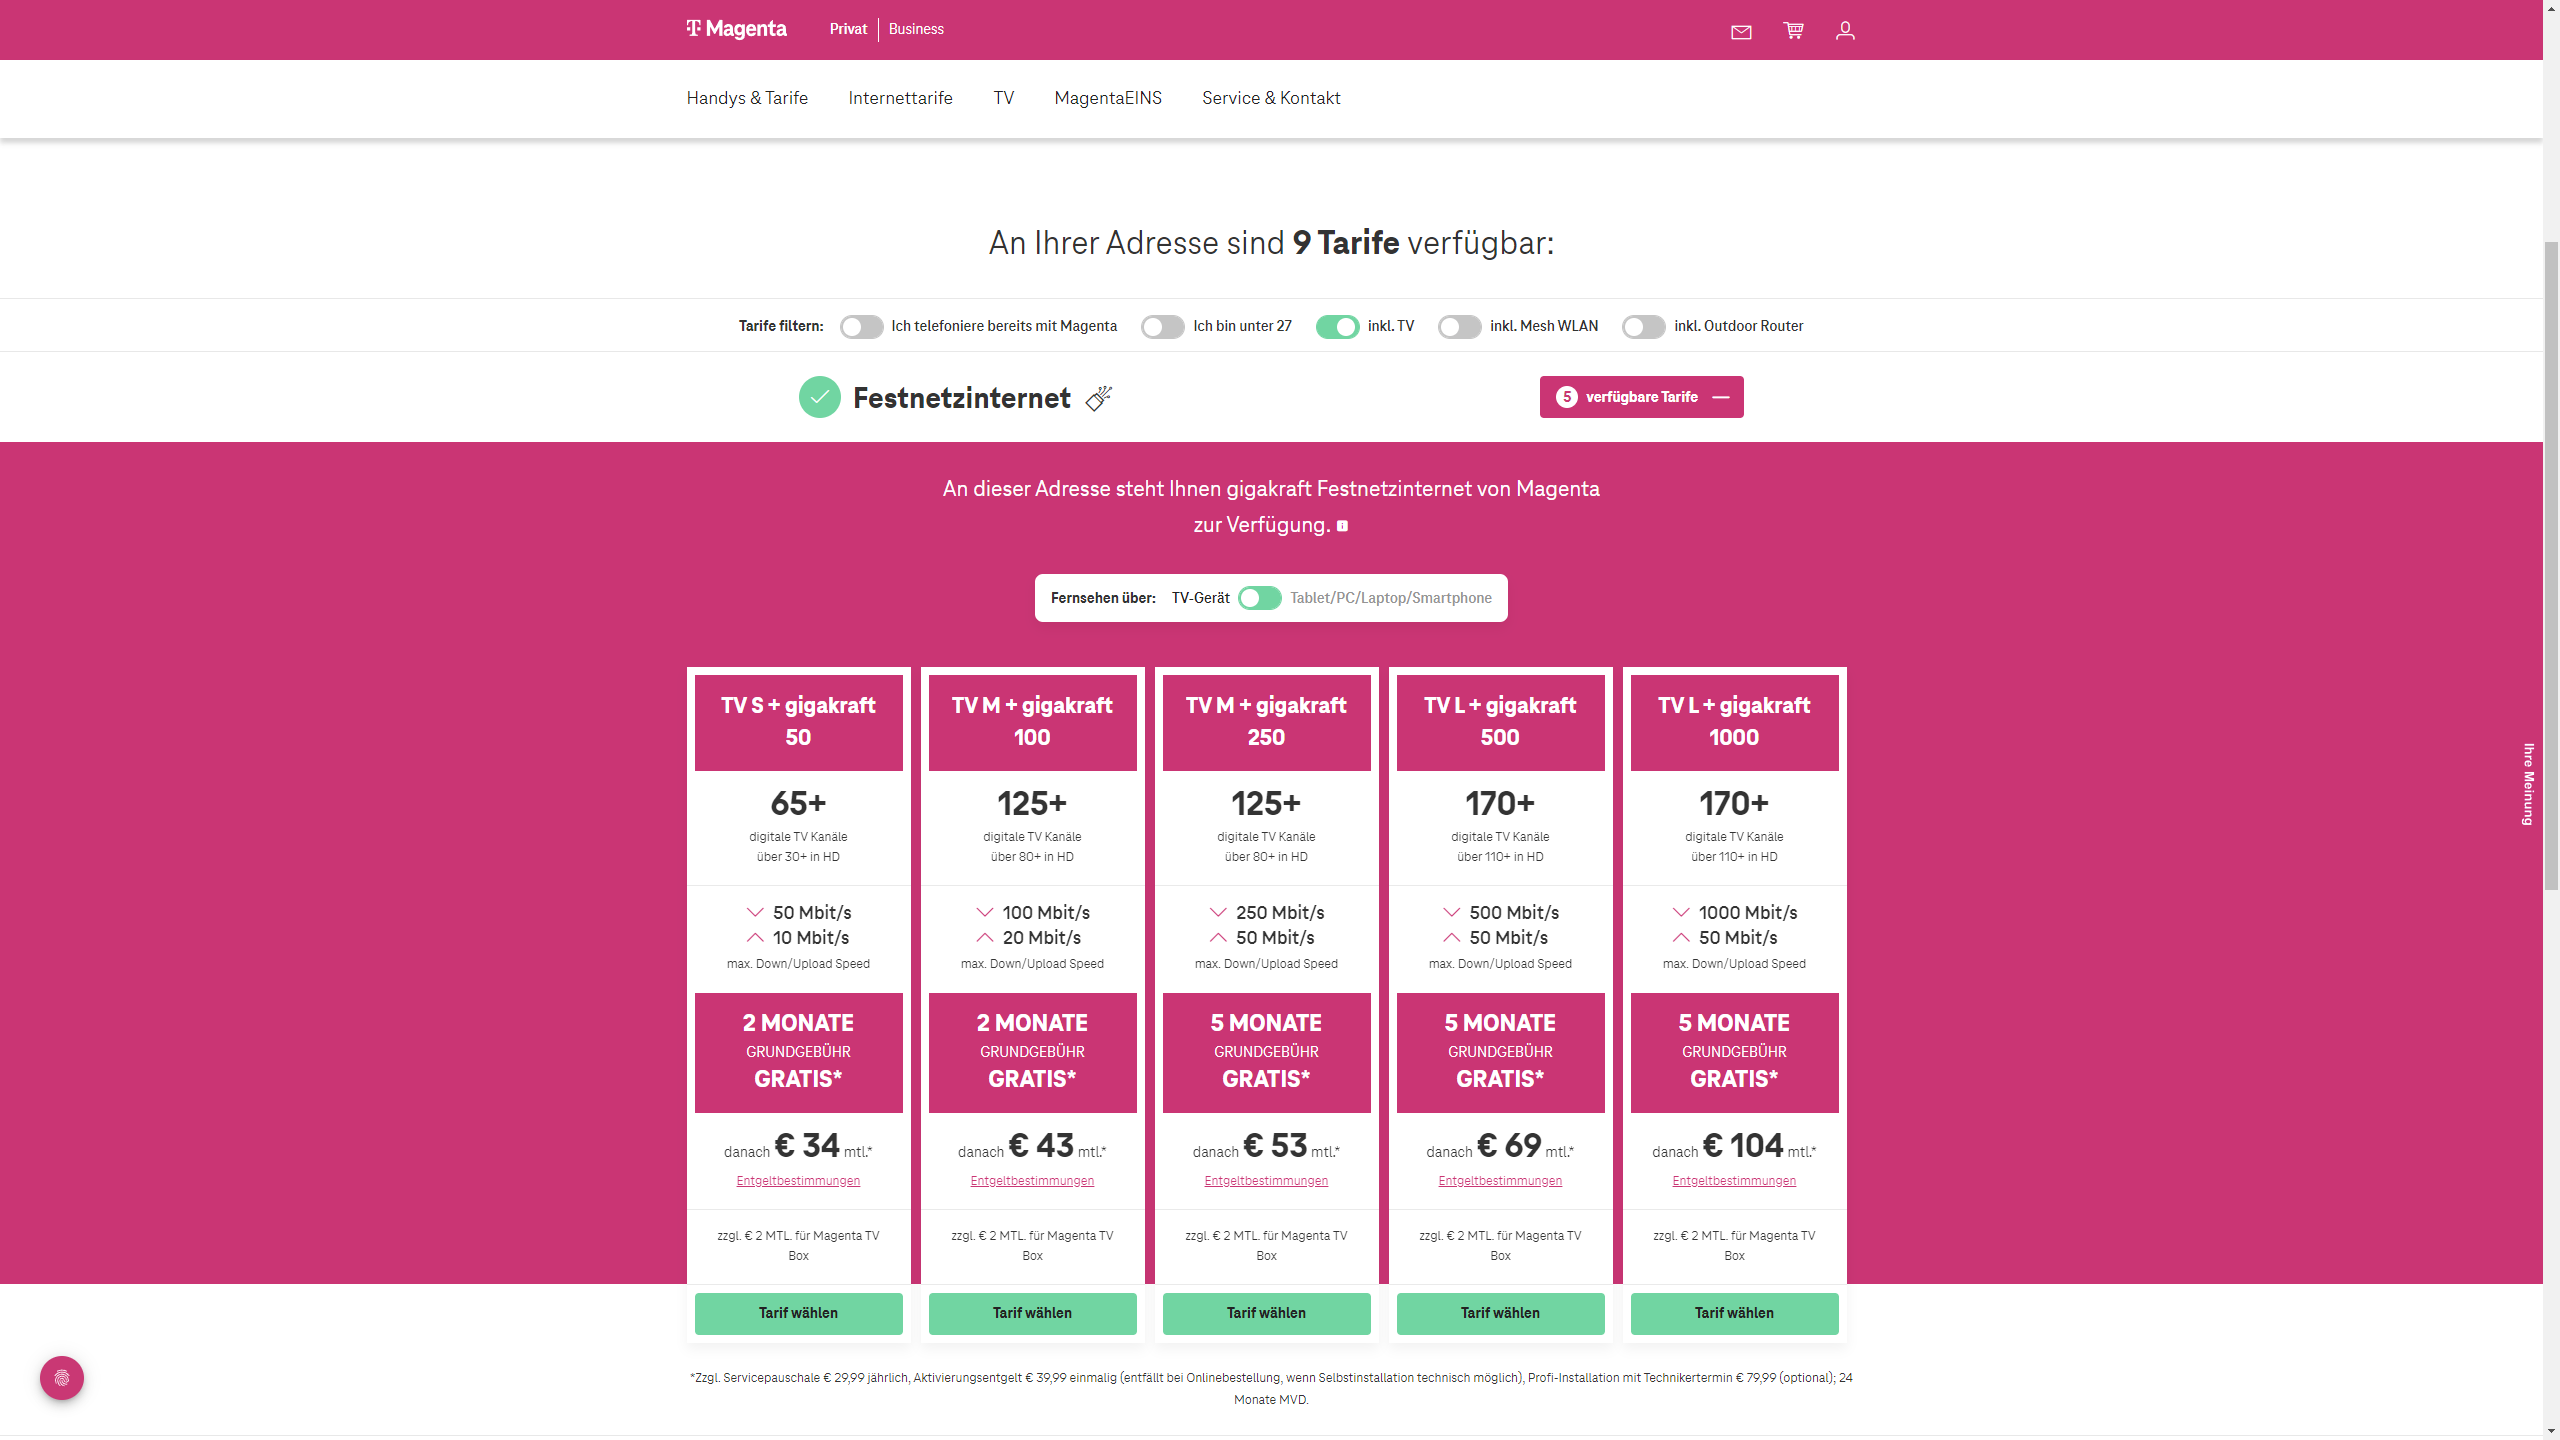 T Magenta
Privat Business
Handys & Tarife Internettarife TV MagentaEINS Service & Kontakt
An Ihrer Adresse sind 9 Tarife verfügbar:
Tarife filtern: Ich telefoniere bereits mit Magenta Ich bin unter 27 inkl. TV inkl. Mesh WLAN inkl. Outdoor Router
Festnetzinternet
5 verfügbare Tarife
An dieser Adresse steht Ihnen gigakraft Festnetzinternet von Magenta
zur Verfügung.
Fernsehen über: TV-Gerät Tablet/PC/Laptop/Smartphone
TV S + gigakraft
50
65+
digitale TV Kanäle
über 30+ in HD
50 Mbit/s
10 Mbit/s
max. Down/Upload Speed
2 MONATE
GRUNDGEBÜHR
GRATIS*
danach € 34 mtl.*
Entgeltbestimmungen
zzgl. € 2 MTL. für Magenta TV
Box
Tarif wählen
TV M + gigakraft
100
125+
digitale TV Kanäle
über 80+ in HD
100 Mbit/s
20 Mbit/s
max. Down/Upload Speed
2 MONATE
GRUNDGEBÜHR
GRATIS*
danach € 43 mtl.*
Entgeltbestimmungen
zzgl. € 2 MTL. für Magenta TV
Box
Tarif wählen
TV M + gigakraft
250
125+
digitale TV Kanäle
über 80+ in HD
250 Mbit/s
50 Mbit/s
max. Down/Upload Speed
5 MONATE
GRUNDGEBÜHR
GRATIS*
danach € 53 mtl.*
Entgeltbestimmungen
zzgl. € 2 MTL. für Magenta TV
Box
Tarif wählen
TV L + gigakraft
500
170+
digitale TV Kanäle
über 110+ in HD
500 Mbit/s
50 Mbit/s
max. Down/Upload Speed
5 MONATE
GRUNDGEBÜHR
GRATIS*
danach € 69 mtl.*
Entgeltbestimmungen
zzgl. € 2 MTL. für Magenta TV
Box
Tarif wählen
TV L + gigakraft
1000
170+
digitale TV Kanäle
über 110+ in HD
1000 Mbit/s
50 Mbit/s
max. Down/Upload Speed
5 MONATE
GRUNDGEBÜHR
GRATIS*
danach € 104 mtl.*
Entgeltbestimmungen
zzgl. € 2 MTL. für Magenta TV
Box
Tarif wählen
Ihre Meinung
*Zzgl. Servicepauschale € 29,99 jährlich, Aktivierungsentgelt € 39,99 einmalig (entfällt bei Onlinebestellung, wenn Selbstinstallation technisch möglich), Profi-Installation mit Technikertermin € 79,99 (optional); 24
Monate MVD.